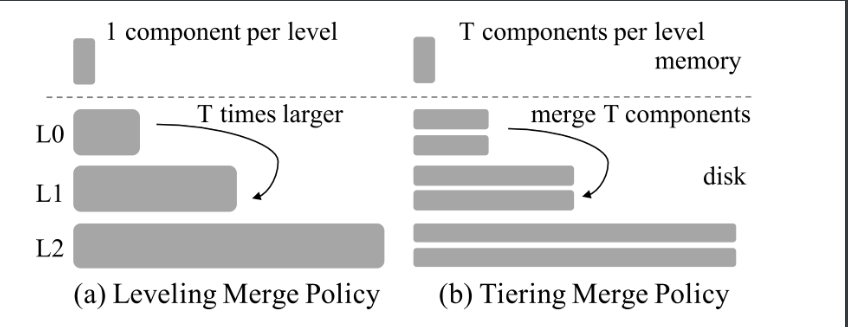 1 component per level
T components per level
memory
T times larger
merge T components
L0
disk
L1
L2
(a) Leveling Merge Policy
(b) Tiering Merge Policy